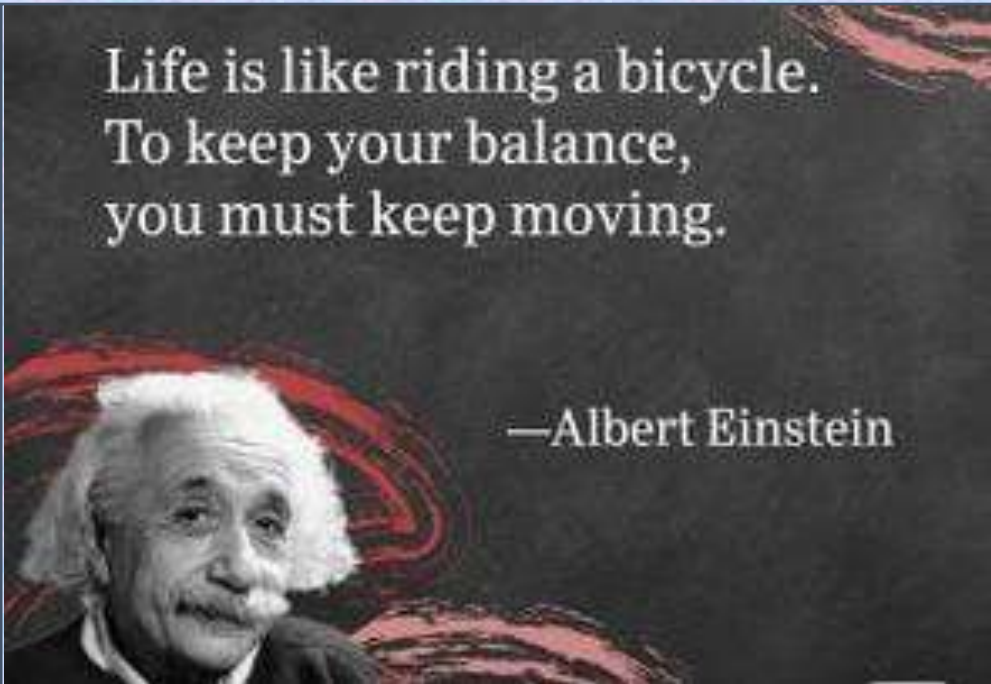 Life is like riding a bicycle.
To keep your balance,
you must keep moving.
—Albert Einstein